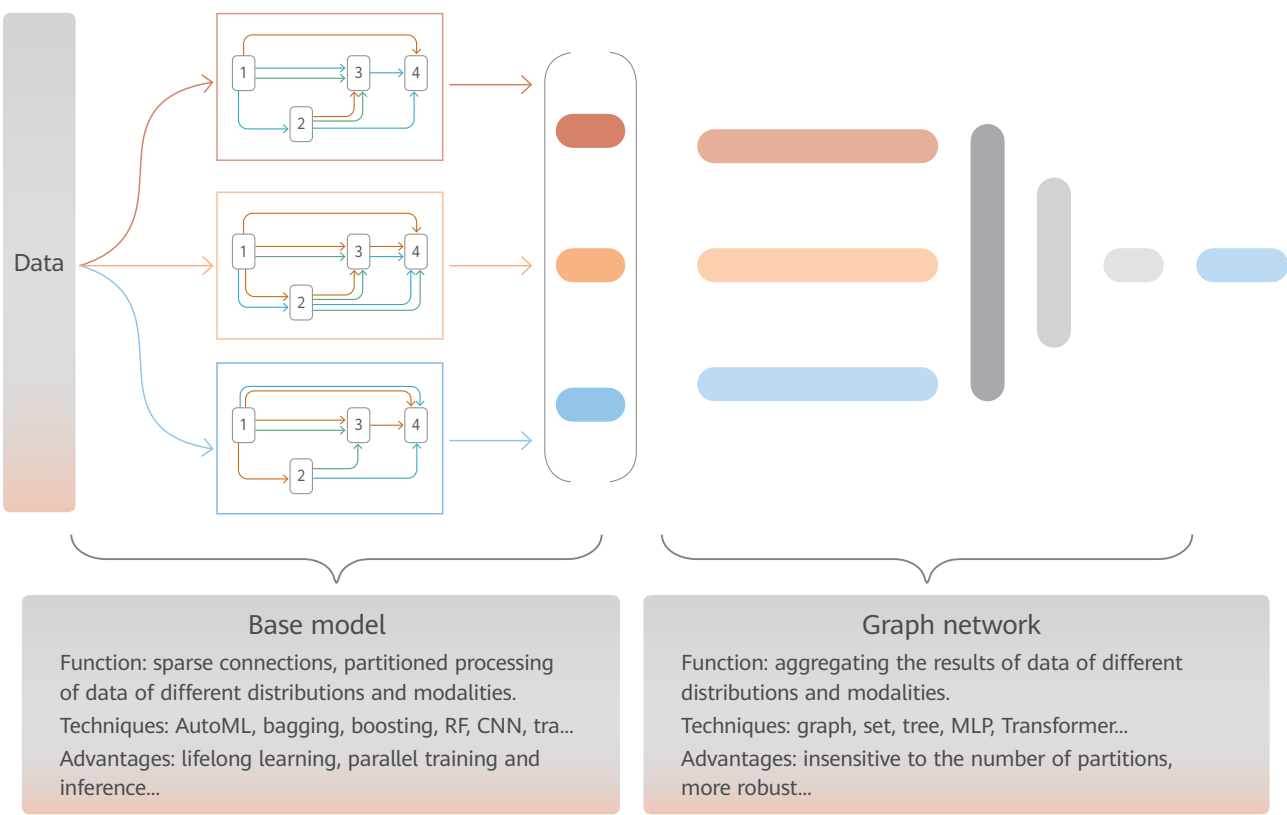 Data
1
3
4
2
1
3
4
2
1
3
4
2
Base model
Function: sparse connections, partitioned processing
of data of different distributions and modalities.
Techniques: AutoML, bagging, boosting, RF, CNN, tra...
Advantages: lifelong learning, parallel training and
inference...
Graph network
Function: aggregating the results of data of different
distributions and modalities.
Techniques: graph, set, tree, MLP, Transformer...
Advantages: insensitive to the number of partitions,
more robust...